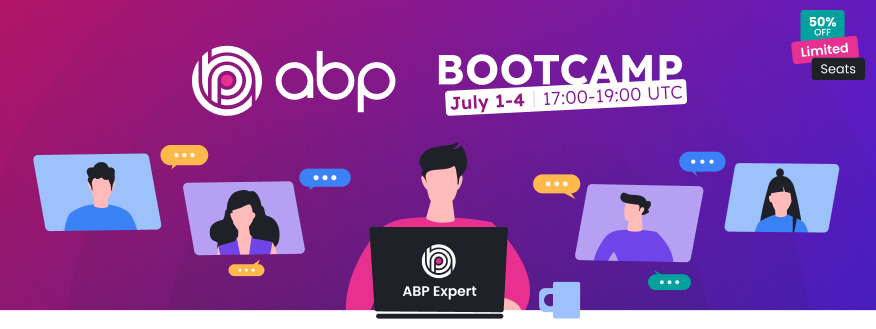 50%
OFF
Limited
Seats
abp
BOOTCAMP
July 1-4 | 17:00-19:00 UTC
ABP Expert